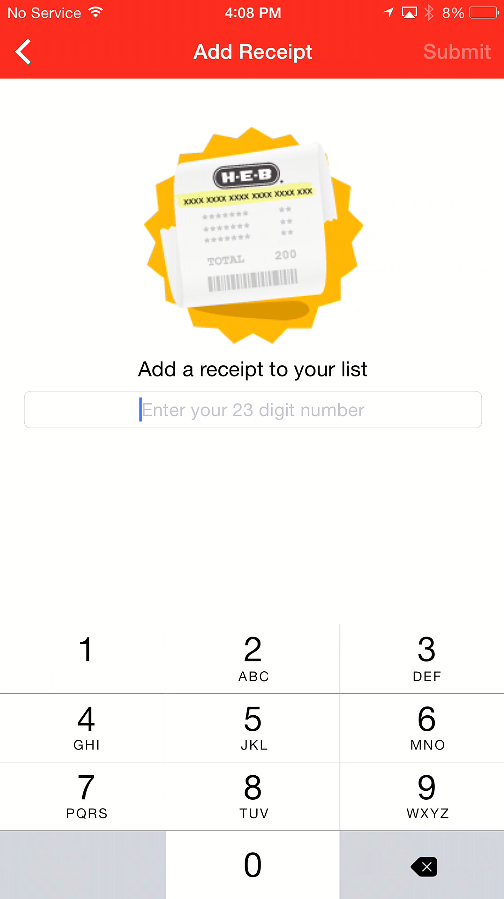 No Service 4:08 PM 8%
Add Receipt Submit
H-E-B
XXXX XXXX XXXX XXXX XXXX XXX
******* **
******* **
******* **
TOTAL 200
Add a receipt to your list
Enter your 23 digit number
1 2 3
ABC DEF
4 5 6
GHI JKL MNO
7 8 9
PQRS TUV WXYZ
0